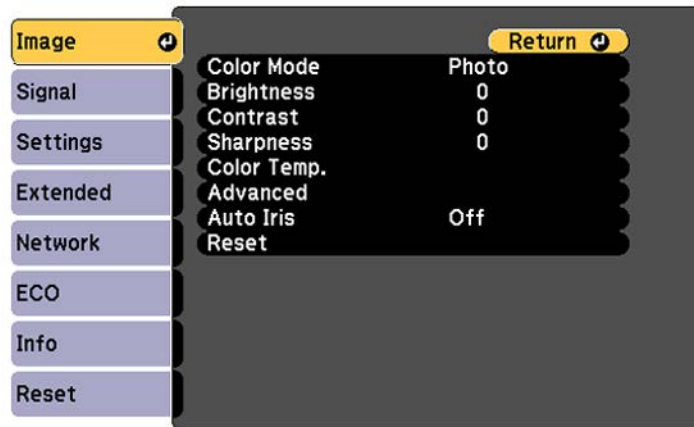 Image
Signal
Settings
Extended
Network
ECO
Info
Reset
Return
Color Mode Photo
Brightness 0
Contrast 0
Sharpness 0
Color Temp.
Advanced
Auto Iris Off
Reset